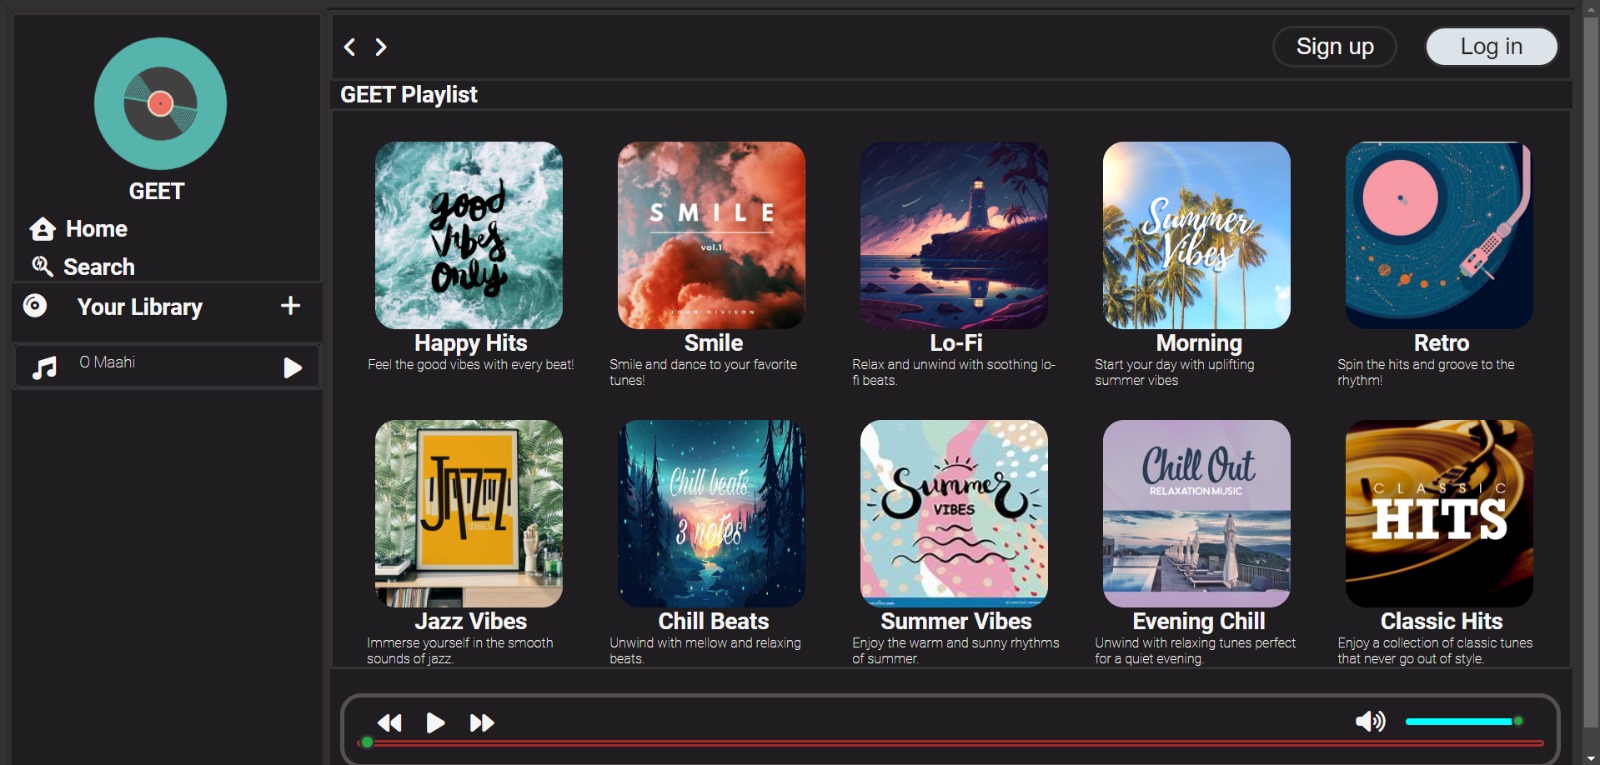 GEET
Home
Search
Your Library
O Maahi
Sign up
Log in
GEET Playlist
good
Vibes
Only
Happy Hits
Feel the good vibes with every beat!
SMILE
vol.1
JOHN DIVISON
Smile
Smile and dance to your favorite
tunes!
Lo-Fi
Relax and unwind with soothing lo-
fi beats.
Summer
Vibes
Morning
Start your day with uplifting
summer vibes
Retro
Spin the hits and groove to the
rhythm!
JAZZ
Jazz Vibes
Immerse yourself in the smooth
sounds of jazz.
Chill beats
3 notes
Chill Beats
Unwind with mellow and relaxing
beats.
Summer
VIBES
Summer Vibes
Enjoy the warm and sunny rhythms
of summer.
Chill Out
RELAXATION MUSIC
Evening Chill
Unwind with relaxing tunes perfect
for a quiet evening.
CLASSIC
HITS
Classic Hits
Enjoy a collection of classic tunes
that never go out of style.